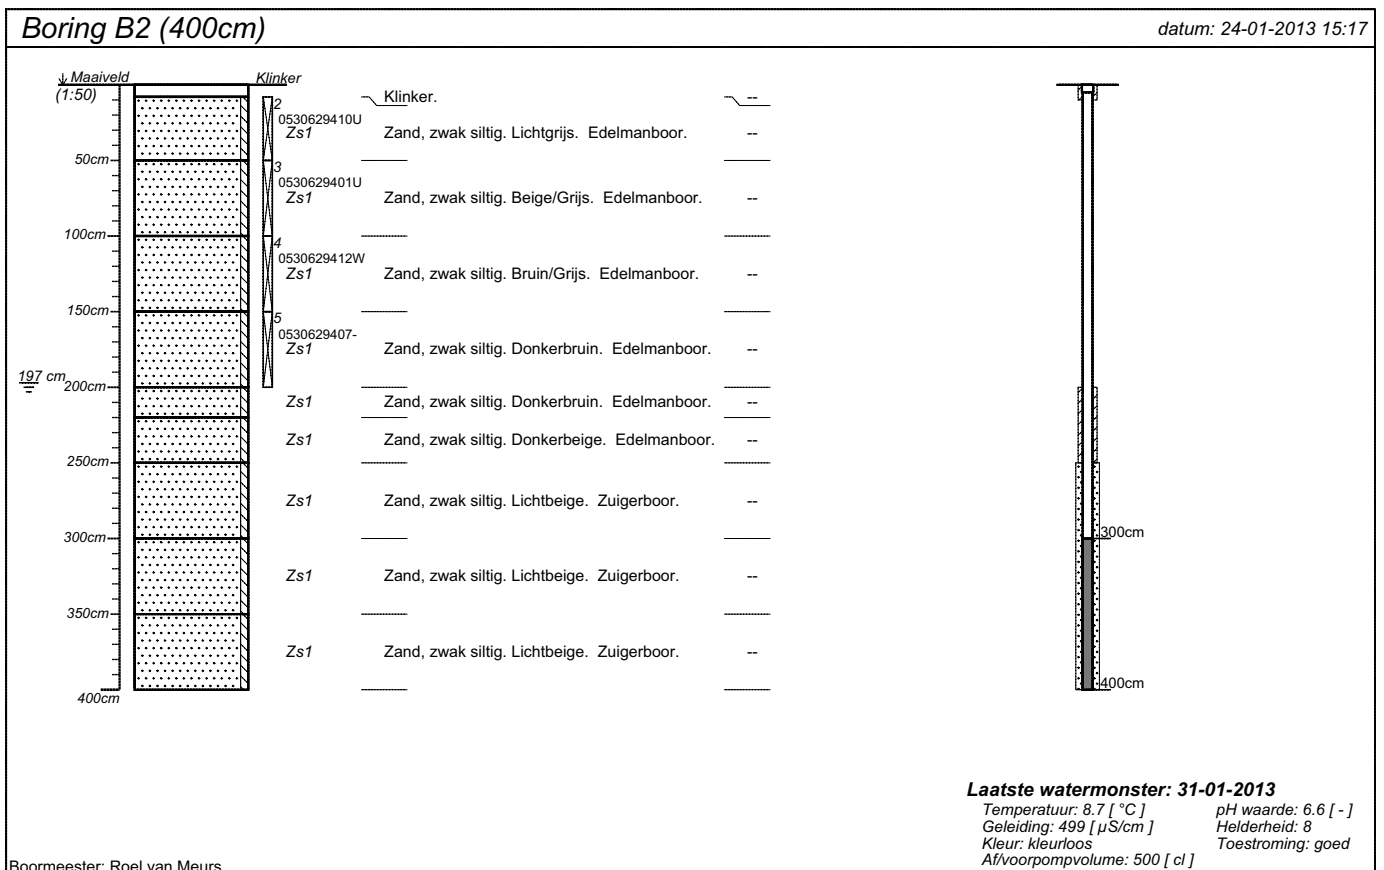 Boring B2 (400cm)
datum: 24-01-2013 15:17
Maaiveld
Klinker
(1:50)
2
Klinker.
--
0530629410U
Zs1 Zand, zwak siltig. Lichtgrijs. Edelmanboor. --
50cm
3
0530629401U
Zs1 Zand, zwak siltig. Beige/Grijs. Edelmanboor. --
100cm
4
0530629412W
Zs1 Zand, zwak siltig. Bruin/Grijs. Edelmanboor. --
150cm
5
0530629407-
Zs1 Zand, zwak siltig. Donkerbruin. Edelmanboor. --
197 cm
200cm
Zs1 Zand, zwak siltig. Donkerbruin. Edelmanboor. --
Zs1 Zand, zwak siltig. Donkerbeige. Edelmanboor. --
250cm
Zs1 Zand, zwak siltig. Lichtbeige. Zuigerboor. --
300cm
300cm
Zs1 Zand, zwak siltig. Lichtbeige. Zuigerboor. --
350cm
Zs1 Zand, zwak siltig. Lichtbeige. Zuigerboor. --
400cm
400cm
Laatste watermonster: 31-01-2013
Temperatuur: 8.7 [ °C ] pH waarde: 6.6 [ - ]
Geleiding: 499 [ µS/cm ] Helderheid: 8
Kleur: kleurloos Toestroming: goed
Af/voorpompvolume: 500 [ cl ]
Boormeester: Roel van Meurs